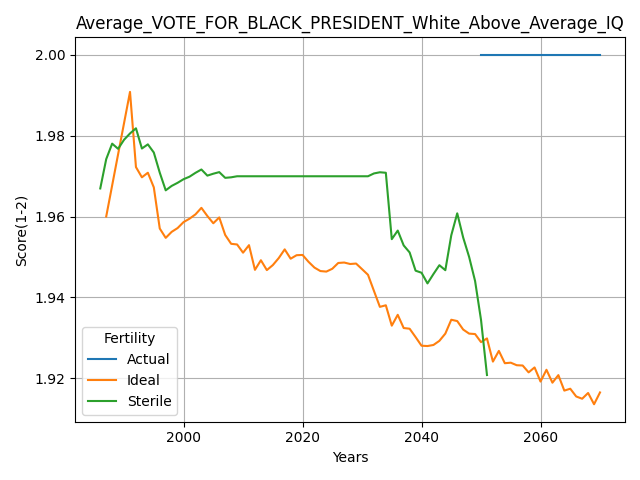 Average_VOTE_FOR_BLACK_PRESIDENT_White_Above_Average_IQ
2.00
1.98
1.96
1.94
1.92
Score(1-2)
Fertility
Actual
Ideal
Sterile
2000 2020 2040 2060
Years